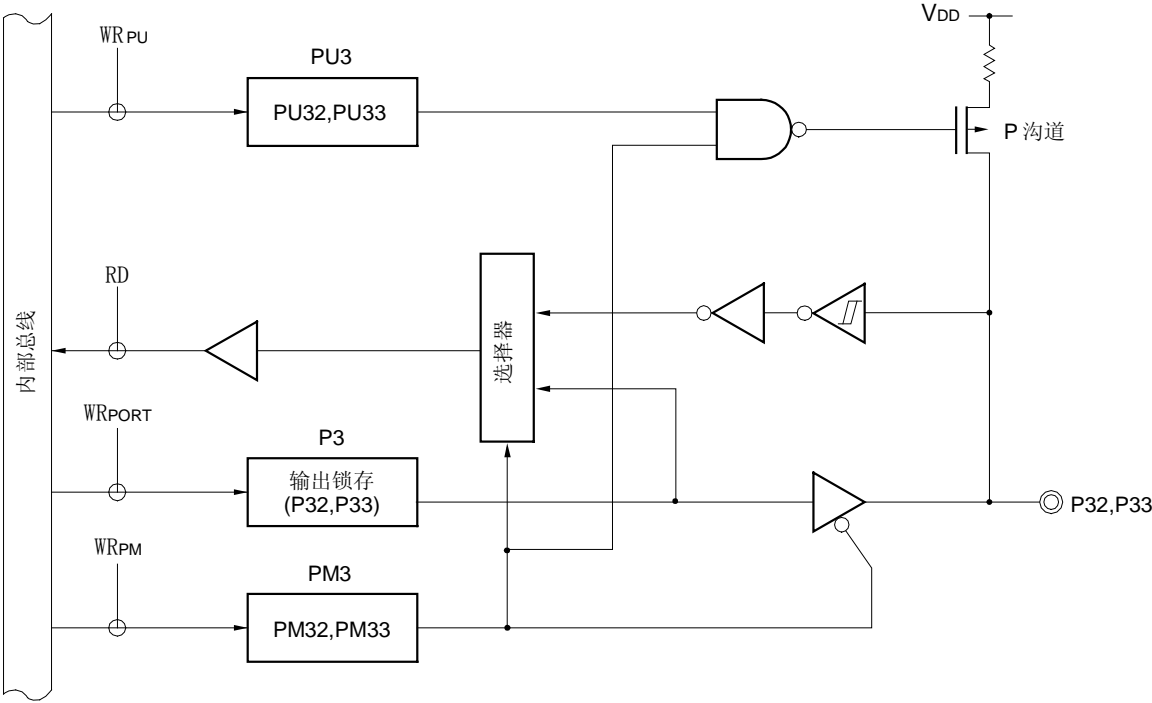 VDD
WRPU
PU3
PU32,PU33
P 沟道
RD
内部总线
选择器
WRPORT
P3
输出锁存
(P32,P33)
P32,P33
WRPM
PM3
PM32,PM33